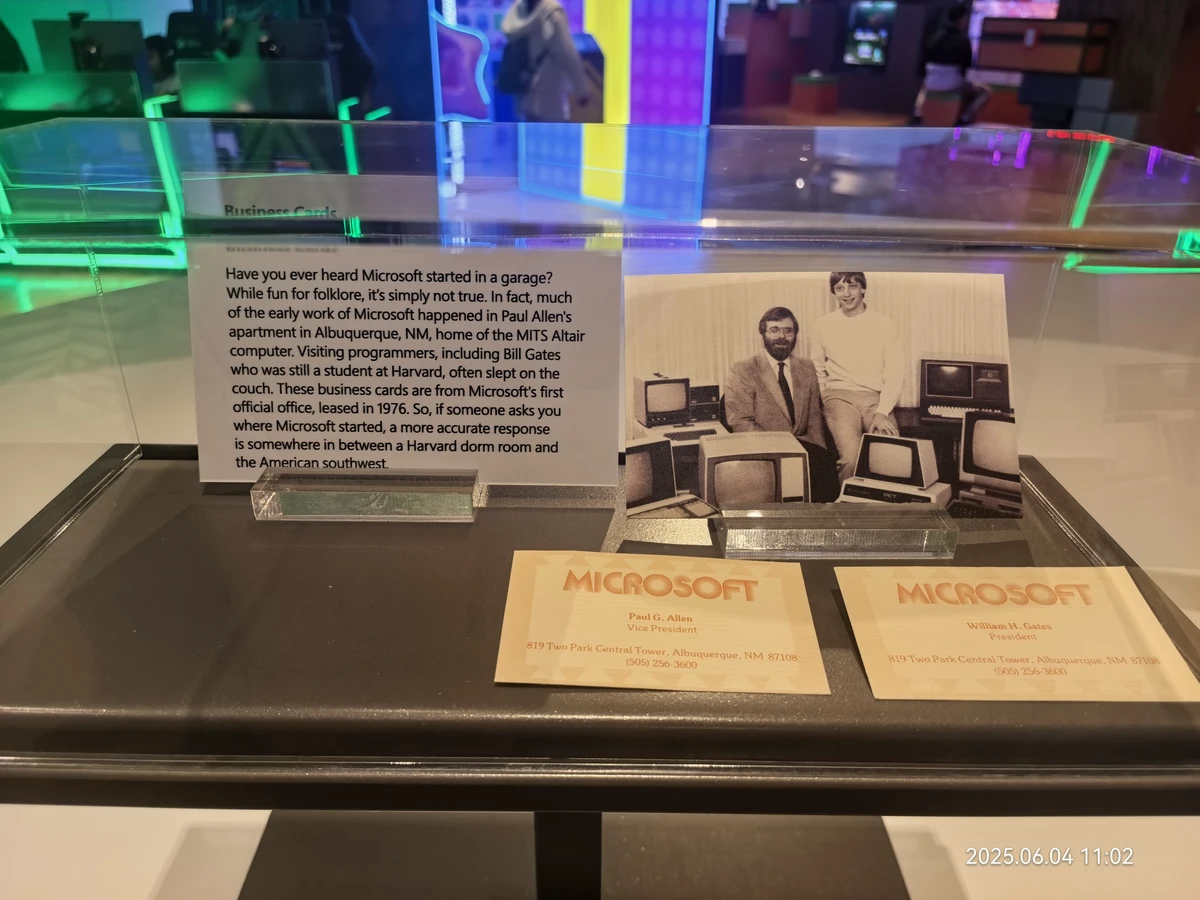 Business Cards
Have you ever heard Microsoft started in a garage?
While fun for folklore, it's simply not true. In fact, much
of the early work of Microsoft happened in Paul Allen's
apartment in Albuquerque, NM, home of the MITS Altair
computer. Visiting programmers, including Bill Gates
who was still a student at Harvard, often slept on the
couch. These business cards are from Microsoft's first
official office, leased in 1976. So, if someone asks you
where Microsoft started, a more accurate response
is somewhere in between a Harvard dorm room and
the American southwest.
MICROSOFT
Paul G. Allen
Vice President
819 Two Park Central Tower, Albuquerque, NM 87108
(505) 256-3600
MICROSOFT
William H. Gates
President
819 Two Park Central Tower, Albuquerque, NM 87108
(505) 256-3600
2025.06.04 11:02